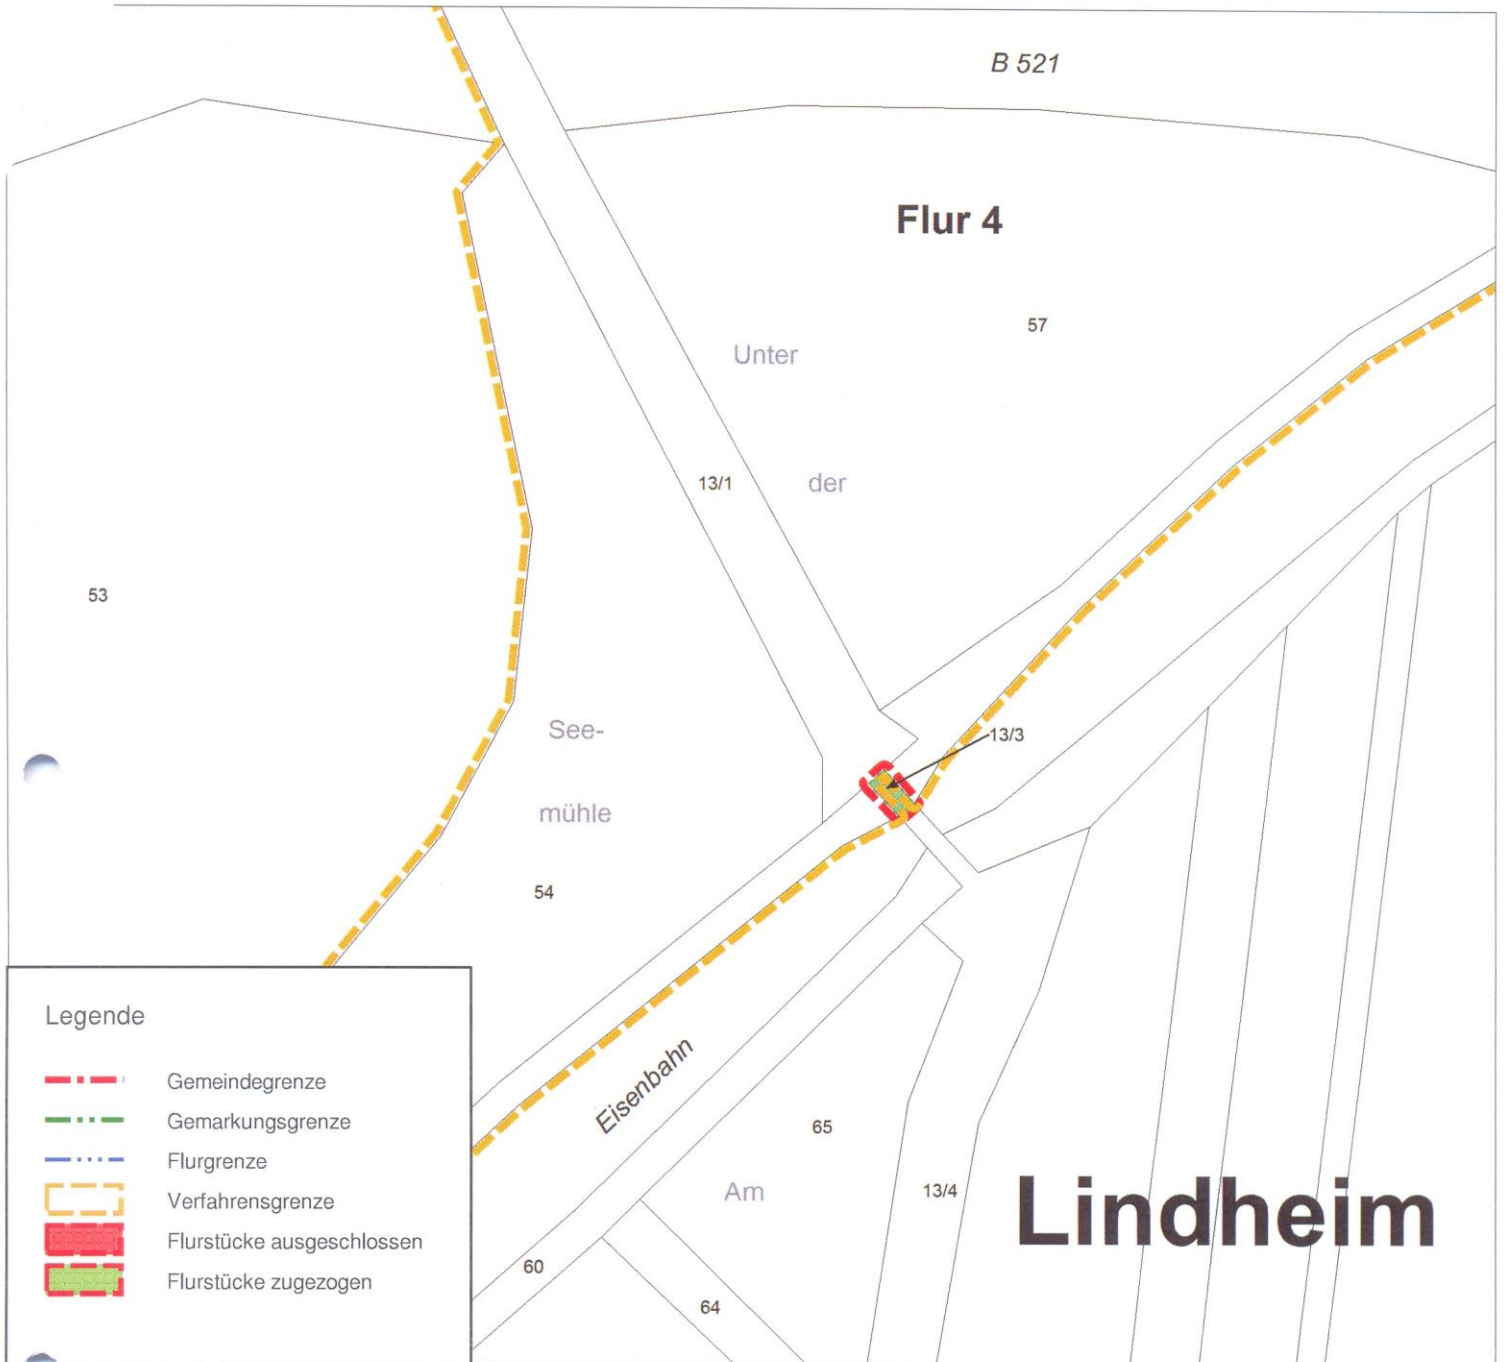 B 521
Flur 4
57
Unter
13/1
der
53
See-
13/3
mühle
54
Legende
Gemeindegrenze
Gemarkungsgrenze
Flurgrenze
Verfahrensgrenze
Flurstücke ausgeschlossen
Flurstücke zugezogen
Eisenbahn
65
Am
13/4
Lindheim
60
64